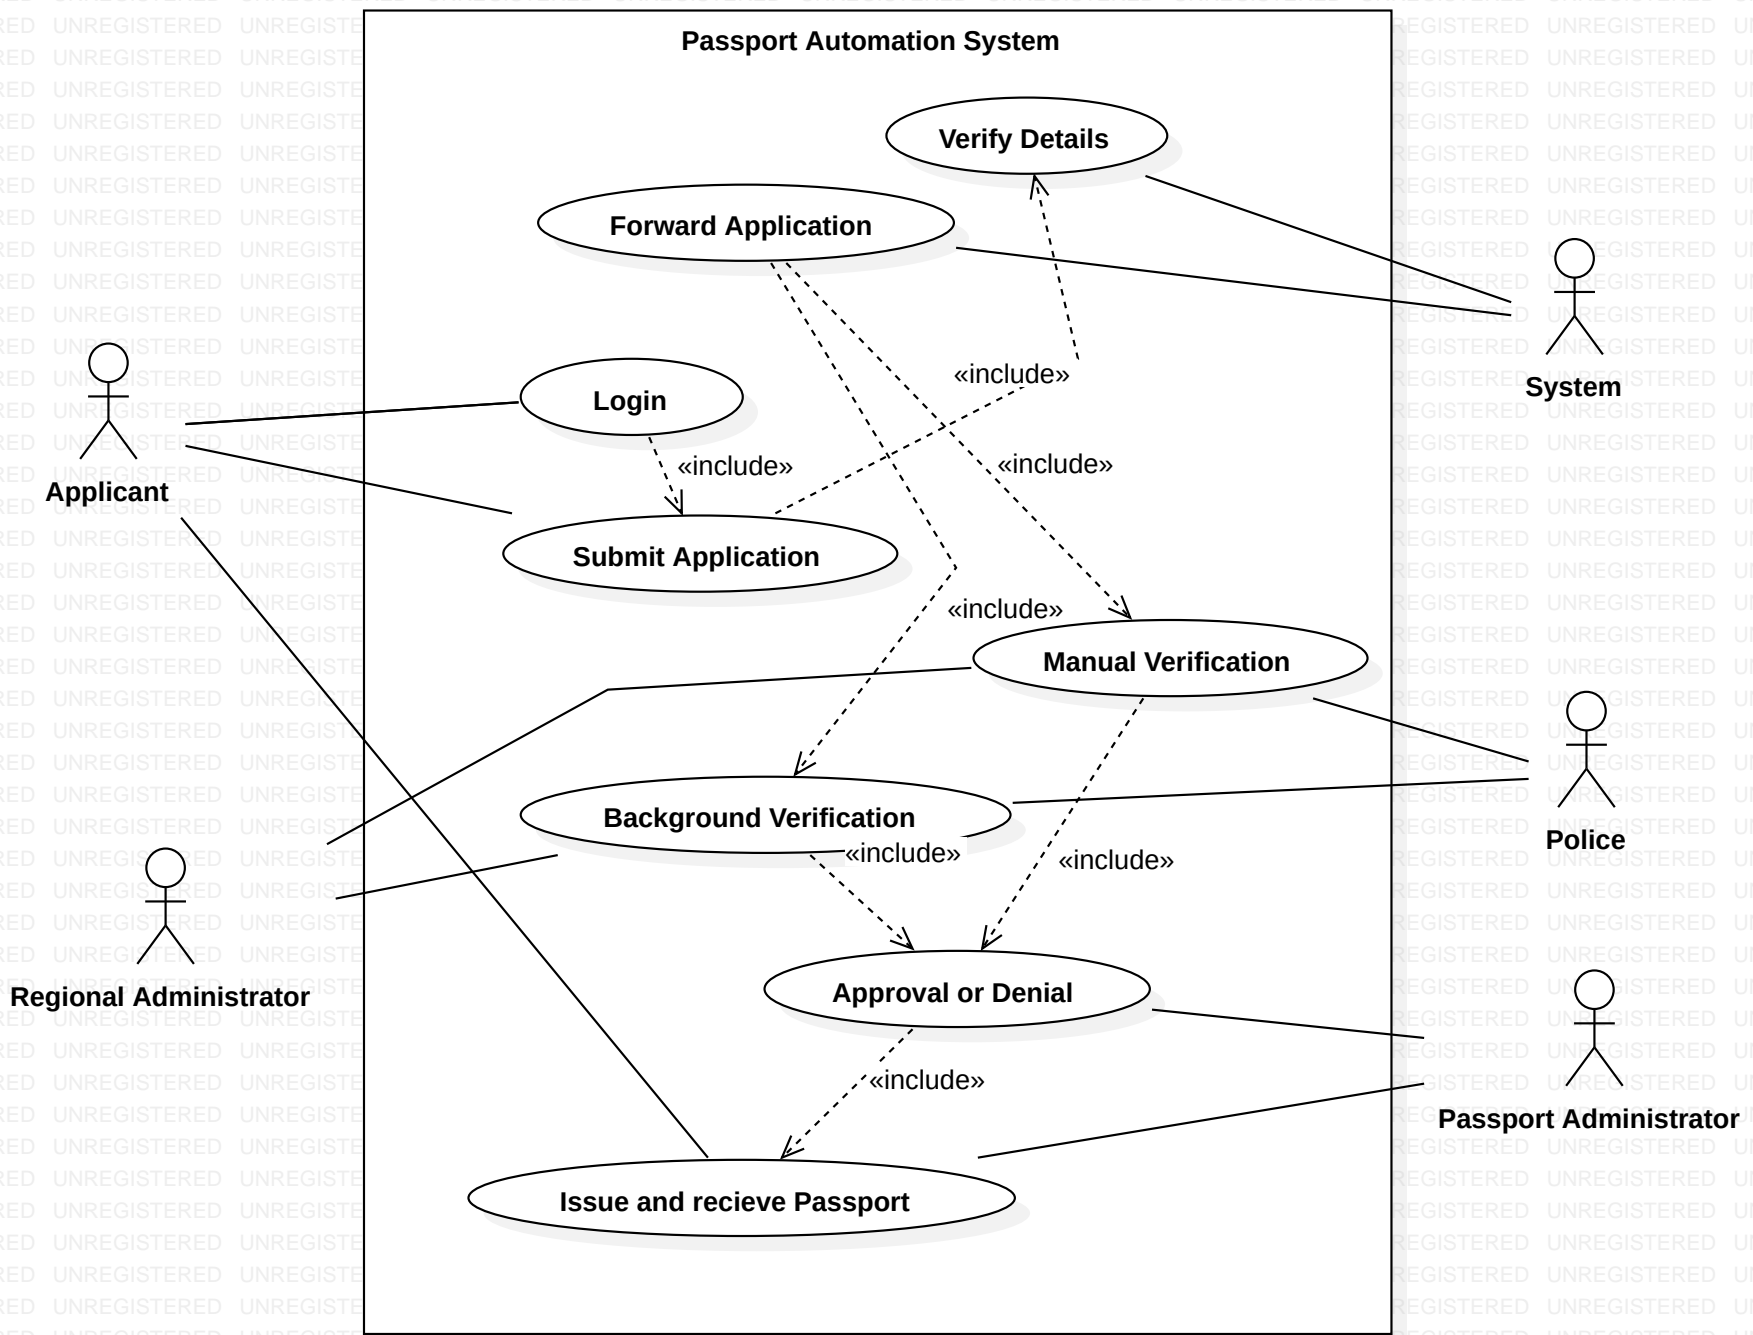 Passport Automation System
Verify Details
Forward Application
«include»
System
Login
«include»
«include»
Applicant
Submit Application
«include»
Manual Verification
Background Verification
«include»
«include»
Police
Regional Administrator
Approval or Denial
«include»
Passport Administrator
Issue and recieve Passport
UNREGISTERED